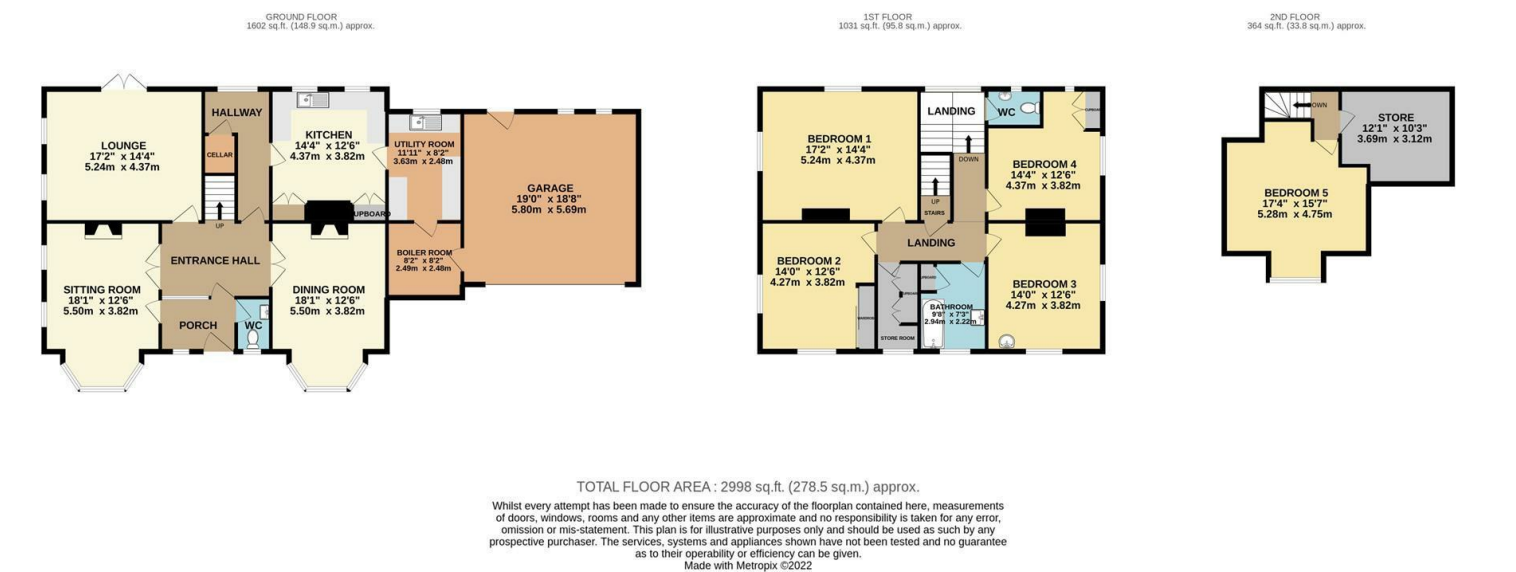 GROUND FLOOR
1602 sq.ft. (148.9 sq.m.) approx.
LOUNGE
17'2" x 14'4"
5.24m x 4.37m
HALLWAY
CELLAR
UP
KITCHEN
14'4" x 12'6"
4.37m x 3.82m
UPBOARD
UTILITY ROOM
11'11" x 8'2"
3.63m x 2.48m
GARAGE
19'0" x 18'8"
5.80m x 5.69m
BOILER ROOM
8'2" x 8'2"
2.49m x 2.48m
ENTRANCE HALL
SITTING ROOM
18'1" x 12'6"
5.50m x 3.82m
PORCH
WC
DINING ROOM
18'1" x 12'6"
5.50m x 3.82m
1ST FLOOR
1031 sq.ft. (95.8 sq.m.) approx.
BEDROOM 1
17'2" x 14'4"
5.24m x 4.37m
LANDING
WC
DOWN
UP
STAIRS
BEDROOM 4
14'4" x 12'6"
4.37m x 3.82m
LANDING
BEDROOM 2
14'0" x 12'6"
4.27m x 3.82m
STORE ROOM
BATHROOM
9'8" x 7'3"
2.94m x 2.22m
BEDROOM 3
14'0" x 12'6"
4.27m x 3.82m
2ND FLOOR
364 sq.ft. (33.8 sq.m.) approx.
OWN
STORE
12'1" x 10'3"
3.69m x 3.12m
BEDROOM 5
17'4" x 15'7"
5.28m x 4.75m
TOTAL FLOOR AREA : 2998 sq.ft. (278.5 sq.m.) approx.
Whilst every attempt has been made to ensure the accuracy of the floorplan contained here, measurements
of doors, windows, rooms and any other items are approximate and no responsibility is taken for any error,
omission or mis-statement. This plan is for illustrative purposes only and should be used as such by any
prospective purchaser. The services, systems and appliances shown have not been tested and no guarantee
as to their operability or efficiency can be given.
Made with Metropix ©2022